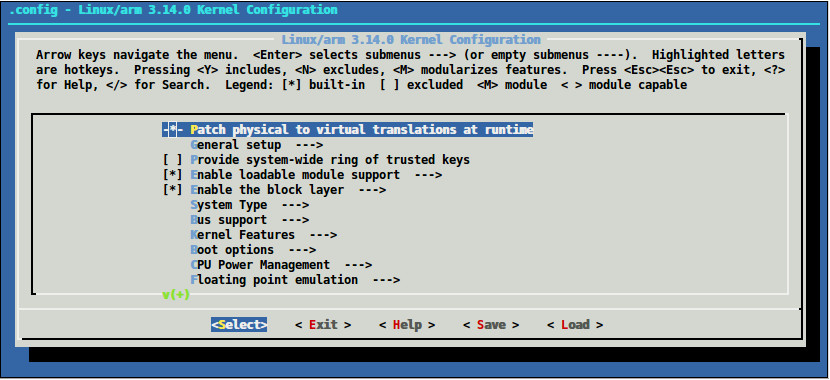 .config - Linux/arm 3.14.0 Kernel Configuration
Linux/arm 3.14.0 Kernel Configuration
Arrow keys navigate the menu.  <Enter> selects submenus ---> (or empty submenus ----).  Highlighted letters
are hotkeys.  Pressing <Y> includes, <N> excludes, <M> modularizes features.  Press <Esc><Esc> to exit, <?>
for Help, </> for Search.  Legend: [*] built-in  [ ] excluded  <M> module  < > module capable
-*- Patch physical to virtual translations at runtime
General setup  --->
[ ] Provide system-wide ring of trusted keys
[*] Enable loadable module support  --->
[*] Enable the block layer  --->
System Type  --->
Bus support  --->
Kernel Features  --->
Boot options  --->
CPU Power Management  --->
Floating point emulation  --->
v(+)
<Select>    < Exit >    < Help >    < Save >    < Load >